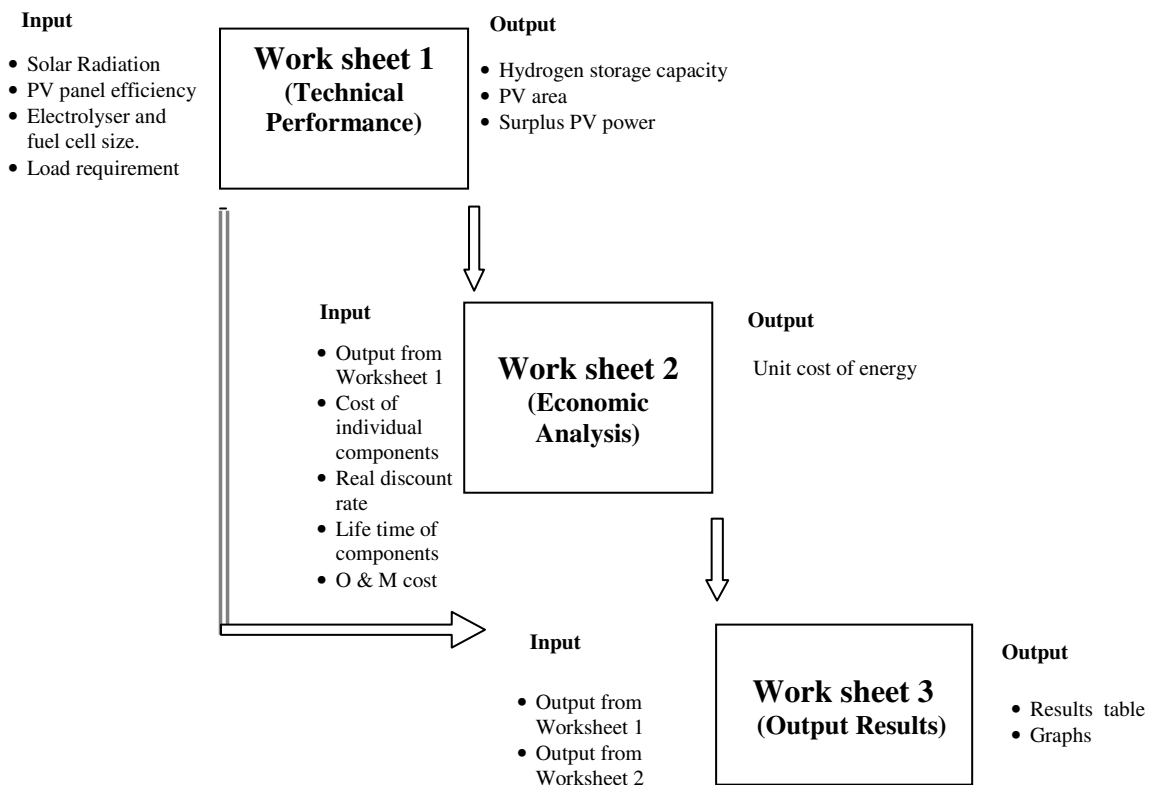 Input
• Solar Radiation
• PV panel efficiency
• Electrolyser and
fuel cell size.
• Load requirement
Work sheet 1
(Technical
Performance)
Output
• Hydrogen storage capacity
• PV area
• Surplus PV power
Input
• Output from
Worksheet 1
• Cost of
individual
components
• Real discount
rate
• Life time of
components
• O & M cost
Work sheet 2
(Economic
Analysis)
Output
Unit cost of energy
Input
• Output from
Worksheet 1
• Output from
Worksheet 2
Work sheet 3
(Output Results)
Output
• Results table
• Graphs